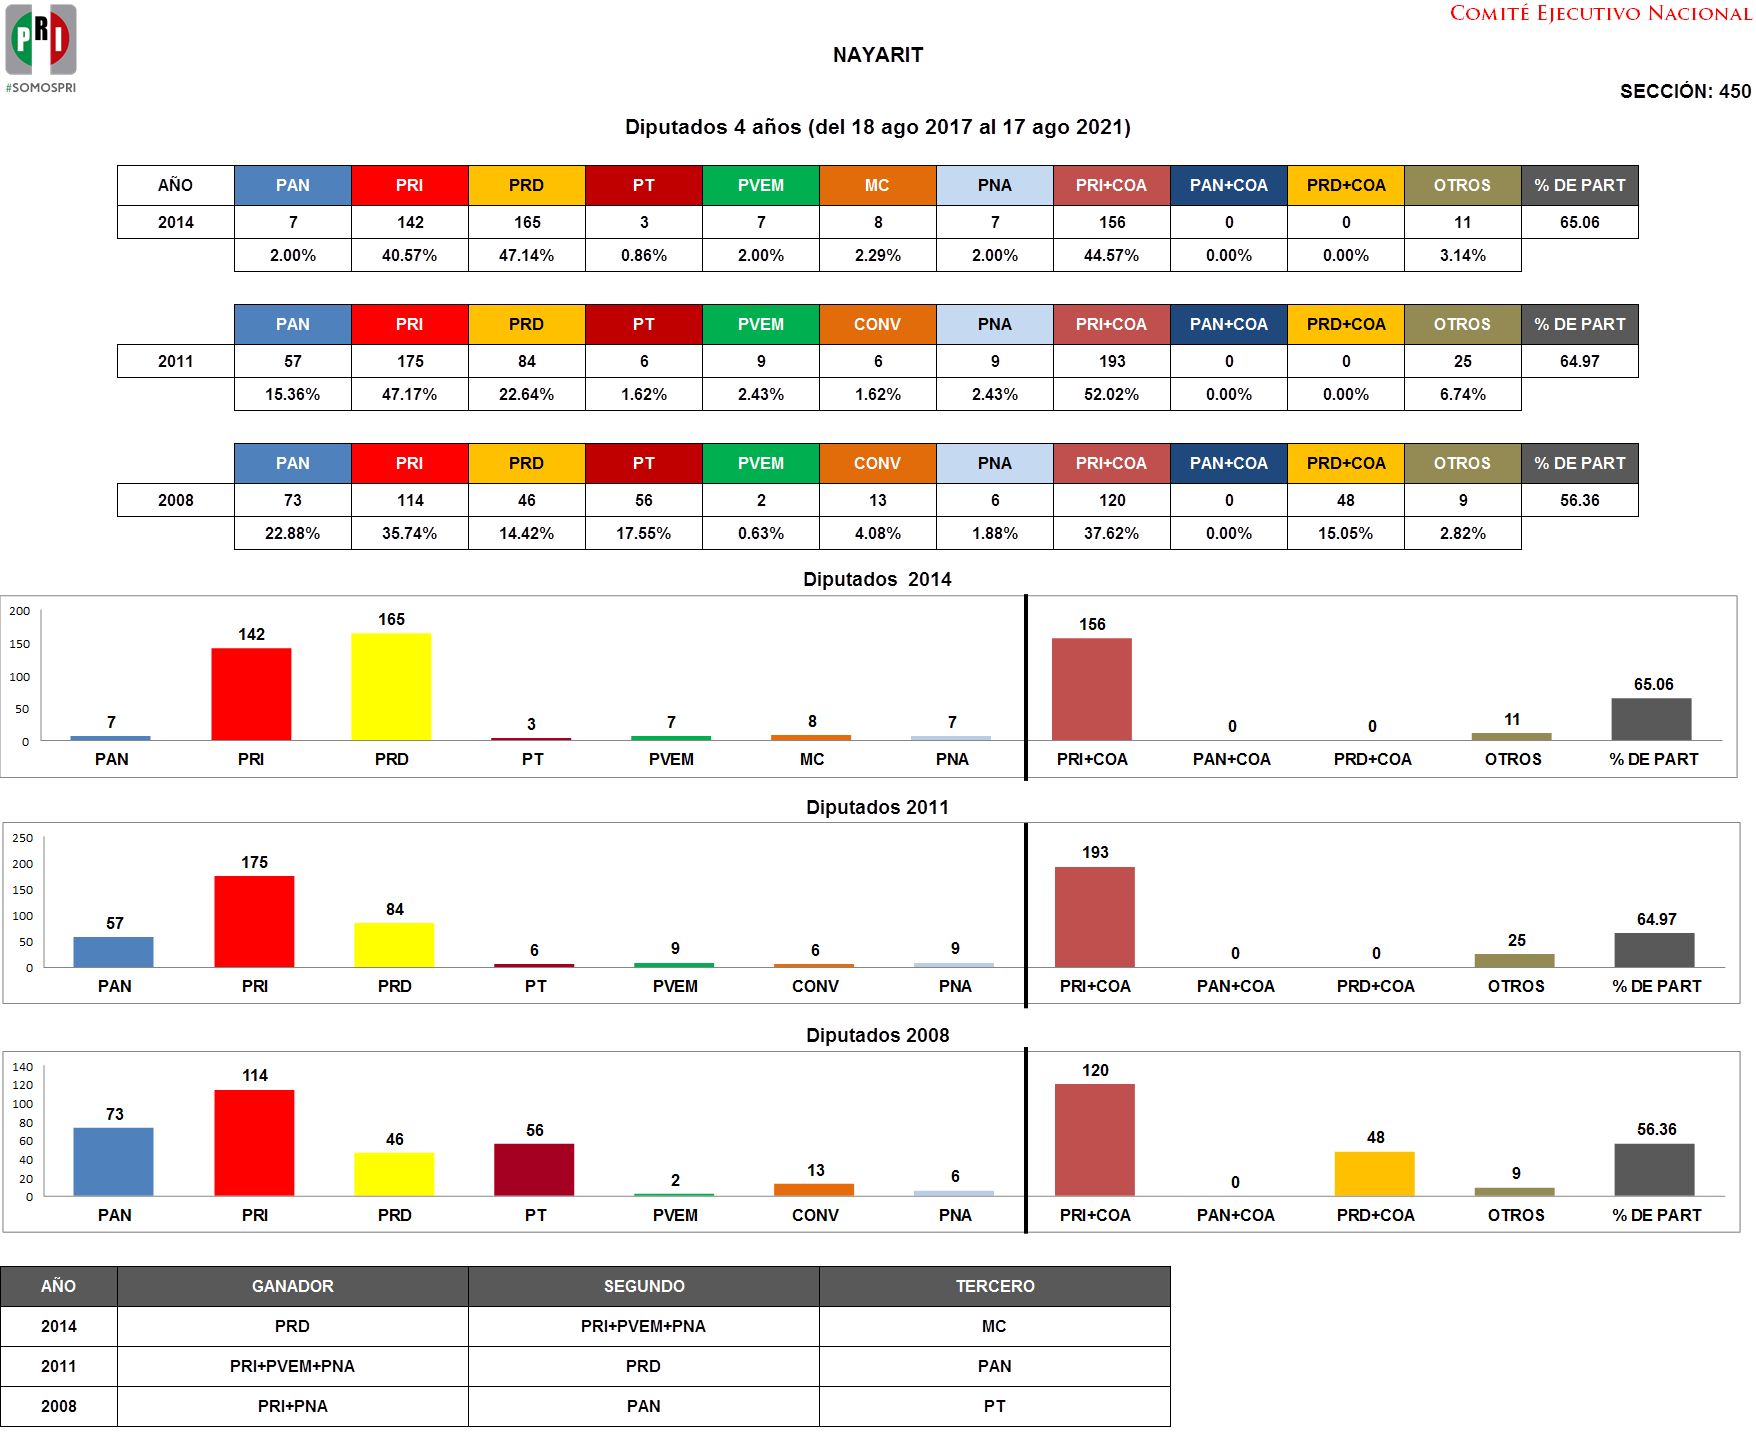 COMITÉ EJECUTIVO NACIONAL
PRI
#SOMOSPRI
NAYARIT
SECCIÓN: 450
Diputados 4 años (del 18 ago 2017 al 17 ago 2021)
AÑO PAN PRI PRD PT PVEM MC PNA PRI+COA PAN+COA PRD+COA OTROS % DE PART
2014 7 142 165 3 7 8 7 156 0 0 11 65.06
2.00% 40.57% 47.14% 0.86% 2.00% 2.29% 2.00% 44.57% 0.00% 0.00% 3.14%
PAN PRI PRD PT PVEM CONV PNA PRI+COA PAN+COA PRD+COA OTROS % DE PART
2011 57 175 84 6 9 6 9 193 0 0 25 64.97
15.36% 47.17% 22.64% 1.62% 2.43% 1.62% 2.43% 52.02% 0.00% 0.00% 6.74%
PAN PRI PRD PT PVEM CONV PNA PRI+COA PAN+COA PRD+COA OTROS % DE PART
2008 73 114 46 56 2 13 6 120 0 48 9 56.36
22.88% 35.74% 14.42% 17.55% 0.63% 4.08% 1.88% 37.62% 0.00% 15.05% 2.82%
Diputados 2014
200
150
100
50
0
7 142 165 3 7 8 7 156 0 0 11 65.06
PAN PRI PRD PT PVEM MC PNA PRI+COA PAN+COA PRD+COA OTROS % DE PART
Diputados 2011
250
200
150
100
50
0
57 175 84 6 9 6 9 193 0 0 25 64.97
PAN PRI PRD PT PVEM CONV PNA PRI+COA PAN+COA PRD+COA OTROS % DE PART
Diputados 2008
140
120
100
80
60
40
20
0
73 114 46 56 2 13 6 120 0 48 9 56.36
PAN PRI PRD PT PVEM CONV PNA PRI+COA PAN+COA PRD+COA OTROS % DE PART
AÑO GANADOR SEGUNDO TERCERO
2014 PRD PRI+PVEM+PNA MC
2011 PRI+PVEM+PNA PRD PAN
2008 PRI+PNA PAN PT